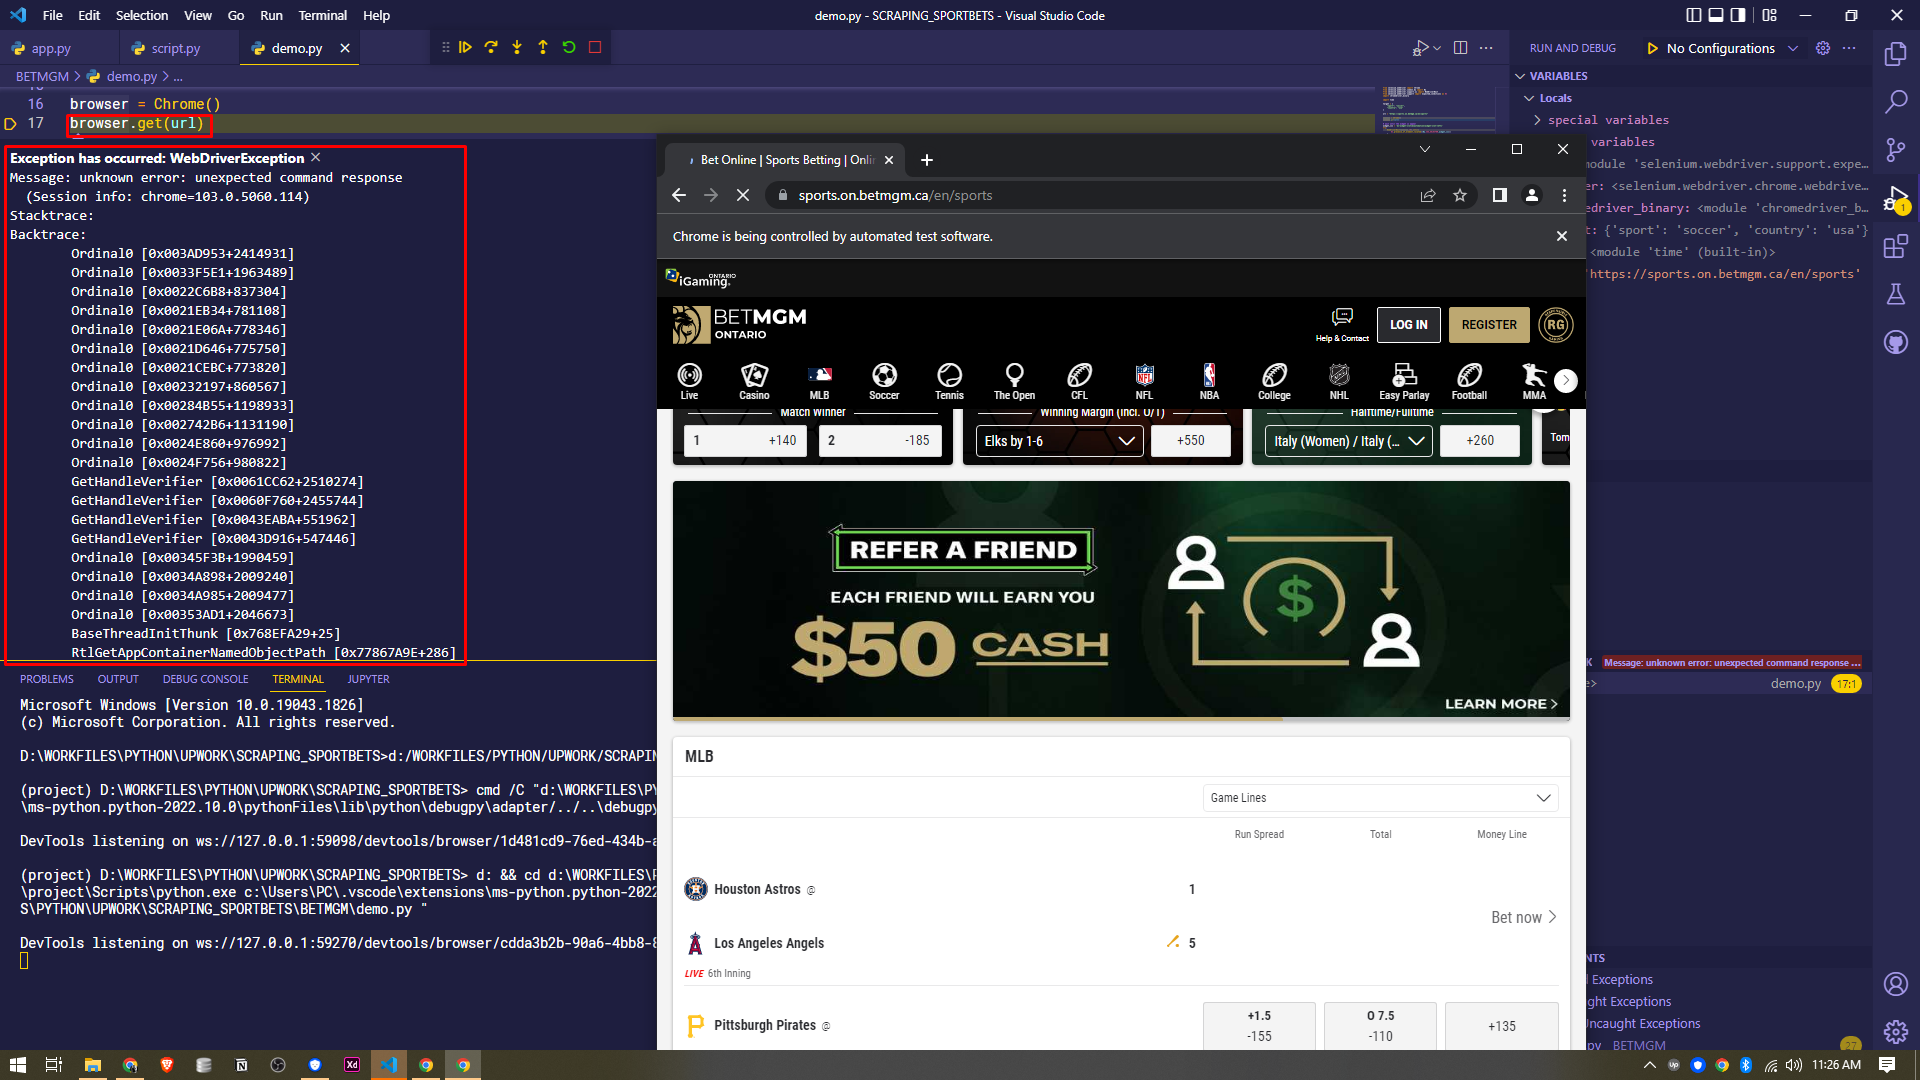 File Edit Selection View Go Run Terminal Help
demo.py - SCRAPING_SPORTBETS - Visual Studio Code
app.py
script.py
demo.py
RUN AND DEBUG
No Configurations
BETMGM > demo.py > ...
16 browser = Chrome()
17 browser.get(url)
Exception has occurred: WebDriverException
Message: unknown error: unexpected command response
(Session info: chrome=103.0.5060.114)
Stacktrace:
Backtrace:
Ordinal0 [0x003AD953+2414931]
Ordinal0 [0x0033F5E1+1963489]
Ordinal0 [0x0022C6B8+837304]
Ordinal0 [0x0021EB34+781108]
Ordinal0 [0x0021E06A+778346]
Ordinal0 [0x0021D646+775750]
Ordinal0 [0x0021CEBC+773820]
Ordinal0 [0x00232197+860567]
Ordinal0 [0x00284B55+1198933]
Ordinal0 [0x002742B6+1131190]
Ordinal0 [0x0024E860+976992]
Ordinal0 [0x0024F756+980822]
GetHandleVerifier [0x0061CC62+2510274]
GetHandleVerifier [0x0060F760+2455744]
GetHandleVerifier [0x0043EABA+551962]
GetHandleVerifier [0x0043D916+547446]
Ordinal0 [0x00345F3B+1990459]
Ordinal0 [0x0034A898+2009240]
Ordinal0 [0x0034A985+2009477]
Ordinal0 [0x00353AD1+2046673]
BaseThreadInitThunk [0x768EFA29+25]
RtlGetAppContainerNamedObjectPath [0x77867A9E+286]
PROBLEMS OUTPUT DEBUG CONSOLE TERMINAL JUPYTER
Microsoft Windows [Version 10.0.19043.1826]
(c) Microsoft Corporation. All rights reserved.
D:\WORKFILES\PYTHON\UPWORK\SCRAPING_SPORTBETS>d:/WORKFILES/PYTHON/UPWORK/SCRAPIN
(project) D:\WORKFILES\PYTHON\UPWORK\SCRAPING_SPORTBETS> cmd /C "d:\WORKFILES\PY
\ms-python.python-2022.10.0\pythonFiles\lib\python\debugpy\adapter/../..\debugpy
DevTools listening on ws://127.0.0.1:59098/devtools/browser/1d481cd9-76ed-434b-a
(project) D:\WORKFILES\PYTHON\UPWORK\SCRAPING_SPORTBETS> d: && cd d:\WORKFILES\P
\project\Scripts\python.exe c:\Users\PC\.vscode\extensions\ms-python.python-2022
S\PYTHON\UPWORK\SCRAPING_SPORTBETS\BETMGM\demo.py "
DevTools listening on ws://127.0.0.1:59270/devtools/browser/cdda3b2b-90a6-4bb8-8
Bet Online | Sports Betting | Onli
sports.on.betmgm.ca/en/sports
Chrome is being controlled by automated test software.
iGaming ONTARIO
BETMGM
ONTARIO
Help & Contact
LOG IN
REGISTER
RG
Live Casino MLB Soccer Tennis The Open CFL NFL NBA College NHL Easy Parlay Football MMA
Match Winner
1 +140 2 -185
Winning Margin (Incl. O/T)
Elks by 1-6 +550
Halftime/Fulltime
Italy (Women) / Italy (... +260
Tom
REFER A FRIEND
EACH FRIEND WILL EARN YOU
$50 CASH
LEARN MORE >
MLB
Game Lines
Run Spread Total Money Line
Houston Astros @ 1
Bet now >
Los Angeles Angels 5
LIVE 6th Inning
Pittsburgh Pirates @
+1.5
-155
O 7.5
-110
+135
VARIABLES
Locals
special variables
variables
module 'selenium.webdriver.support.expe...
er: <selenium.webdriver.chrome.webdrive...
edriver_binary: <module 'chromedriver_b...
t: {'sport': 'soccer', 'country': 'usa'}
<module 'time' (built-in)>
'https://sports.on.betmgm.ca/en/sports'
K Message: unknown error: unexpected command response ...
e> demo.py 17:1
NTS
Exceptions
ght Exceptions
Uncaught Exceptions
py BETMGM 27
1
Xd
11:26 AM